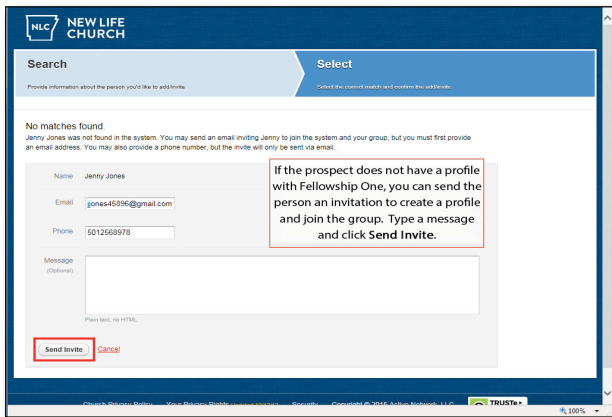 NLC
NEW LIFE
CHURCH
Search
Provide information about the person you'd like to add/invite
Select
Select the correct match and confirm the add/invite.
No matches found.
Jenny Jones was not found in the system. You may send an email inviting Jenny to join the system and your group, but you must first provide
an email address. You may also provide a phone number, but the invite will only be sent via email.
Name Jenny Jones
Email jjones45896@gmail.com
Phone 5012568978
Message
(Optional)
Plain text, no HTML.
If the prospect does not have a profile
with Fellowship One, you can send the
person an invitation to create a profile
and join the group. Type a message
and click Send Invite.
Send Invite Cancel
Church Privacy Policy Your Privacy Rights Security Copyright © 2015 Active Network, LLC TRUSTe
100%